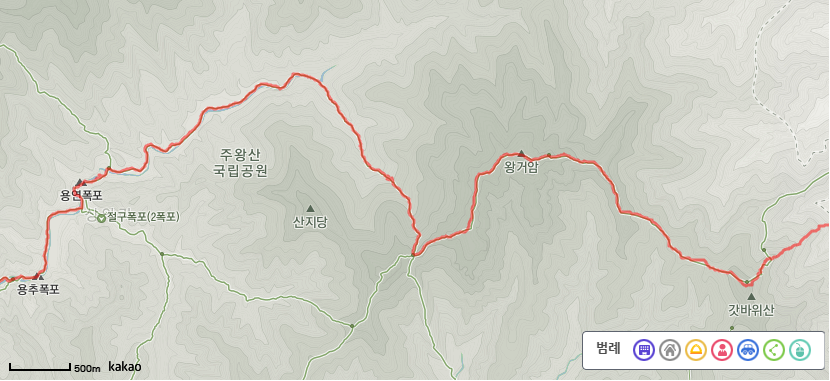 주왕산
국립공원
왕거암
용연폭포
절구폭포(2폭포)
산지당
용추폭포
갓바위산
범례
500m kakao